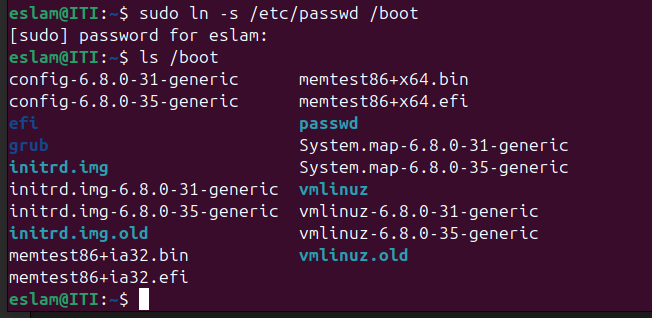 eslam@ITI:~$ sudo ln -s /etc/passwd /boot
[sudo] password for eslam:
eslam@ITI:~$ ls /boot
config-6.8.0-31-generic      memtest86+x64.bin
config-6.8.0-35-generic      memtest86+x64.efi
efi                          passwd
grub                         System.map-6.8.0-31-generic
initrd.img                   System.map-6.8.0-35-generic
initrd.img-6.8.0-31-generic  vmlinuz
initrd.img-6.8.0-35-generic  vmlinuz-6.8.0-31-generic
initrd.img.old               vmlinuz-6.8.0-35-generic
memtest86+ia32.bin           vmlinuz.old
memtest86+ia32.efi
eslam@ITI:~$